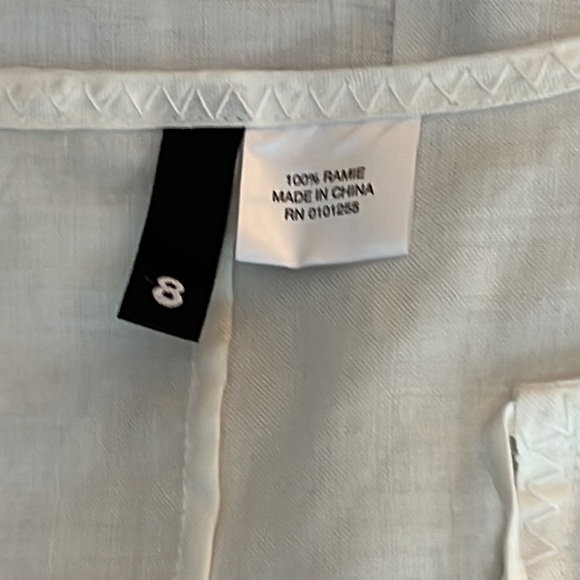 100% RAMIE
MADE IN CHINA
RN 0101255
8